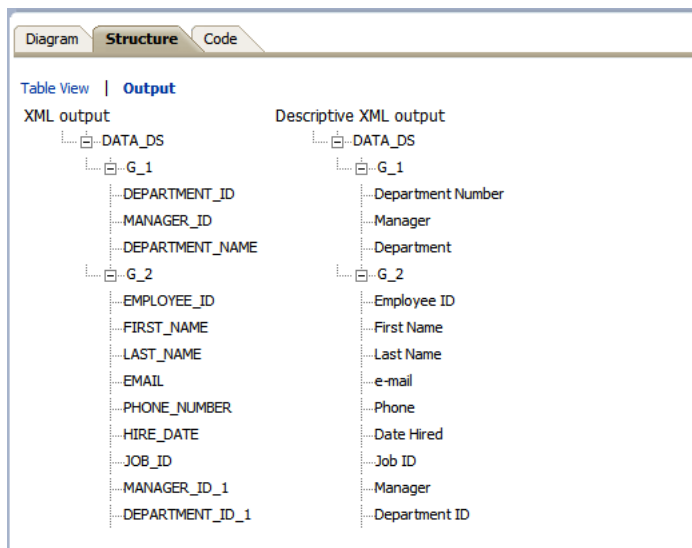 Diagram Structure Code
Table View | Output
XML output Descriptive XML output
DATA_DS DATA_DS
G_1 G_1
DEPARTMENT_ID Department Number
MANAGER_ID Manager
DEPARTMENT_NAME Department
G_2 G_2
EMPLOYEE_ID Employee ID
FIRST_NAME First Name
LAST_NAME Last Name
EMAIL e-mail
PHONE_NUMBER Phone
HIRE_DATE Date Hired
JOB_ID Job ID
MANAGER_ID_1 Manager
DEPARTMENT_ID_1 Department ID